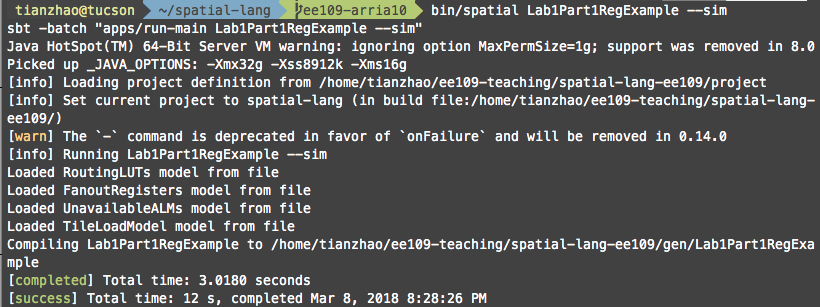 tianzhao@tucson ~/spatial-lang ee109-arria10 bin/spatial Lab1Part1RegExample --sim
sbt -batch "apps/run-main Lab1Part1RegExample --sim"
Java HotSpot(TM) 64-Bit Server VM warning: ignoring option MaxPermSize=1g; support was removed in 8.0
Picked up _JAVA_OPTIONS: -Xmx32g -Xss8912k -Xms16g
[info] Loading project definition from /home/tianzhao/ee109-teaching/spatial-lang-ee109/project
[info] Set current project to spatial-lang (in build file:/home/tianzhao/ee109-teaching/spatial-lang-
ee109/)
[warn] The `-` command is deprecated in favor of `onFailure` and will be removed in 0.14.0
[info] Running Lab1Part1RegExample --sim
Loaded RoutingLUTs model from file
Loaded FanoutRegisters model from file
Loaded UnavailableALMs model from file
Loaded TileLoadModel model from file
Compiling Lab1Part1RegExample to /home/tianzhao/ee109-teaching/spatial-lang-ee109/gen/Lab1Part1RegExa
mple
[completed] Total time: 3.0180 seconds
[success] Total time: 12 s, completed Mar 8, 2018 8:28:26 PM